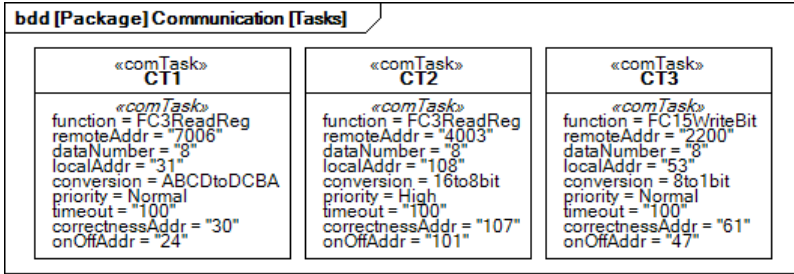 bdd [Package] Communication [Tasks]
«comTask»
CT1
«comTask»
function = FC3ReadReg
remoteAddr = "7006"
dataNumber = "8"
localAddr = "31"
conversion = ABCDtoDCBA
priority = Normal
timeout = "100"
correctnessAddr = "30"
onOffAddr = "24"
«comTask»
CT2
«comTask»
function = FC3ReadReg
remoteAddr = "4003"
dataNumber = "8"
localAddr = "108"
conversion = 16to8bit
priority = High
timeout = "100"
correctnessAddr = "107"
onOffAddr = "101"
«comTask»
CT3
«comTask»
function = FC15WriteBit
remoteAddr = "2200"
dataNumber = "8"
localAddr = "53"
conversion = 8to1bit
priority = Normal
timeout = "100"
correctnessAddr = "61"
onOffAddr = "47"